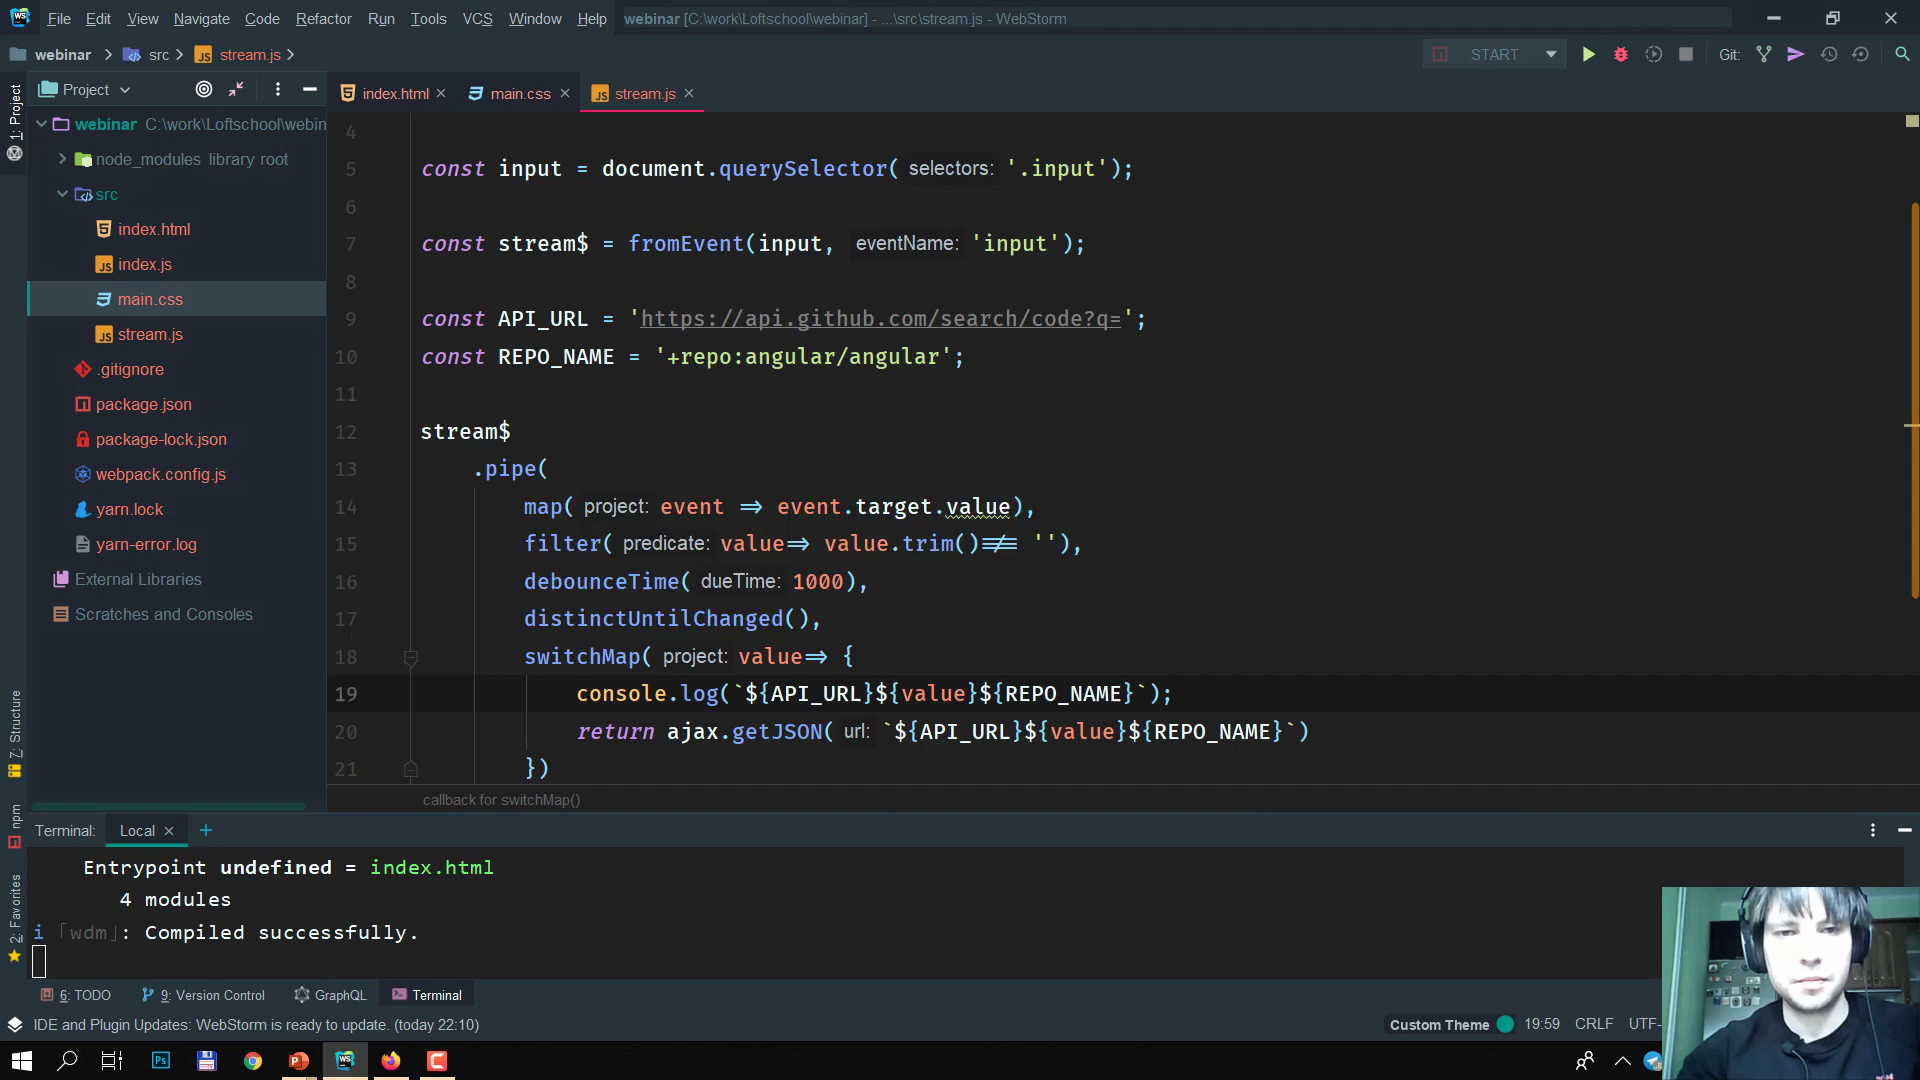 File Edit View Navigate Code Refactor Run Tools VCS Window Help webinar [C:\work\Loftschool\webinar] - ...\src\stream.js - WebStorm
webinar src stream.js START Git:
Project index.html main.css stream.js
1: Project
webinar C:\work\Loftschool\webin
node_modules library root
src
index.html
index.js
main.css
stream.js
.gitignore
package.json
package-lock.json
webpack.config.js
yarn.lock
yarn-error.log
External Libraries
Scratches and Consoles
4
5 const input = document.querySelector( selectors: '.input');
6
7 const stream$ = fromEvent(input, eventName: 'input');
8
9 const API_URL = 'https://api.github.com/search/code?q=';
10 const REPO_NAME = '+repo:angular/angular';
11
12 stream$
13 .pipe(
14 map( project: event => event.target.value),
15 filter( predicate: value=> value.trim()!== ''),
16 debounceTime( dueTime: 1000),
17 distinctUntilChanged(),
18 switchMap( project: value=> {
19 console.log(`${API_URL}${value}${REPO_NAME}`);
20 return ajax.getJSON( url: `${API_URL}${value}${REPO_NAME}`)
21 })
callback for switchMap()
7: Structure
npm
2: Favorites
Terminal: Local +
Entrypoint undefined = index.html
4 modules
i 「wdm」: Compiled successfully.
6: TODO 9: Version Control GraphQL Terminal
IDE and Plugin Updates: WebStorm is ready to update. (today 22:10) Custom Theme 19:59 CRLF UTF-
Ps WS P